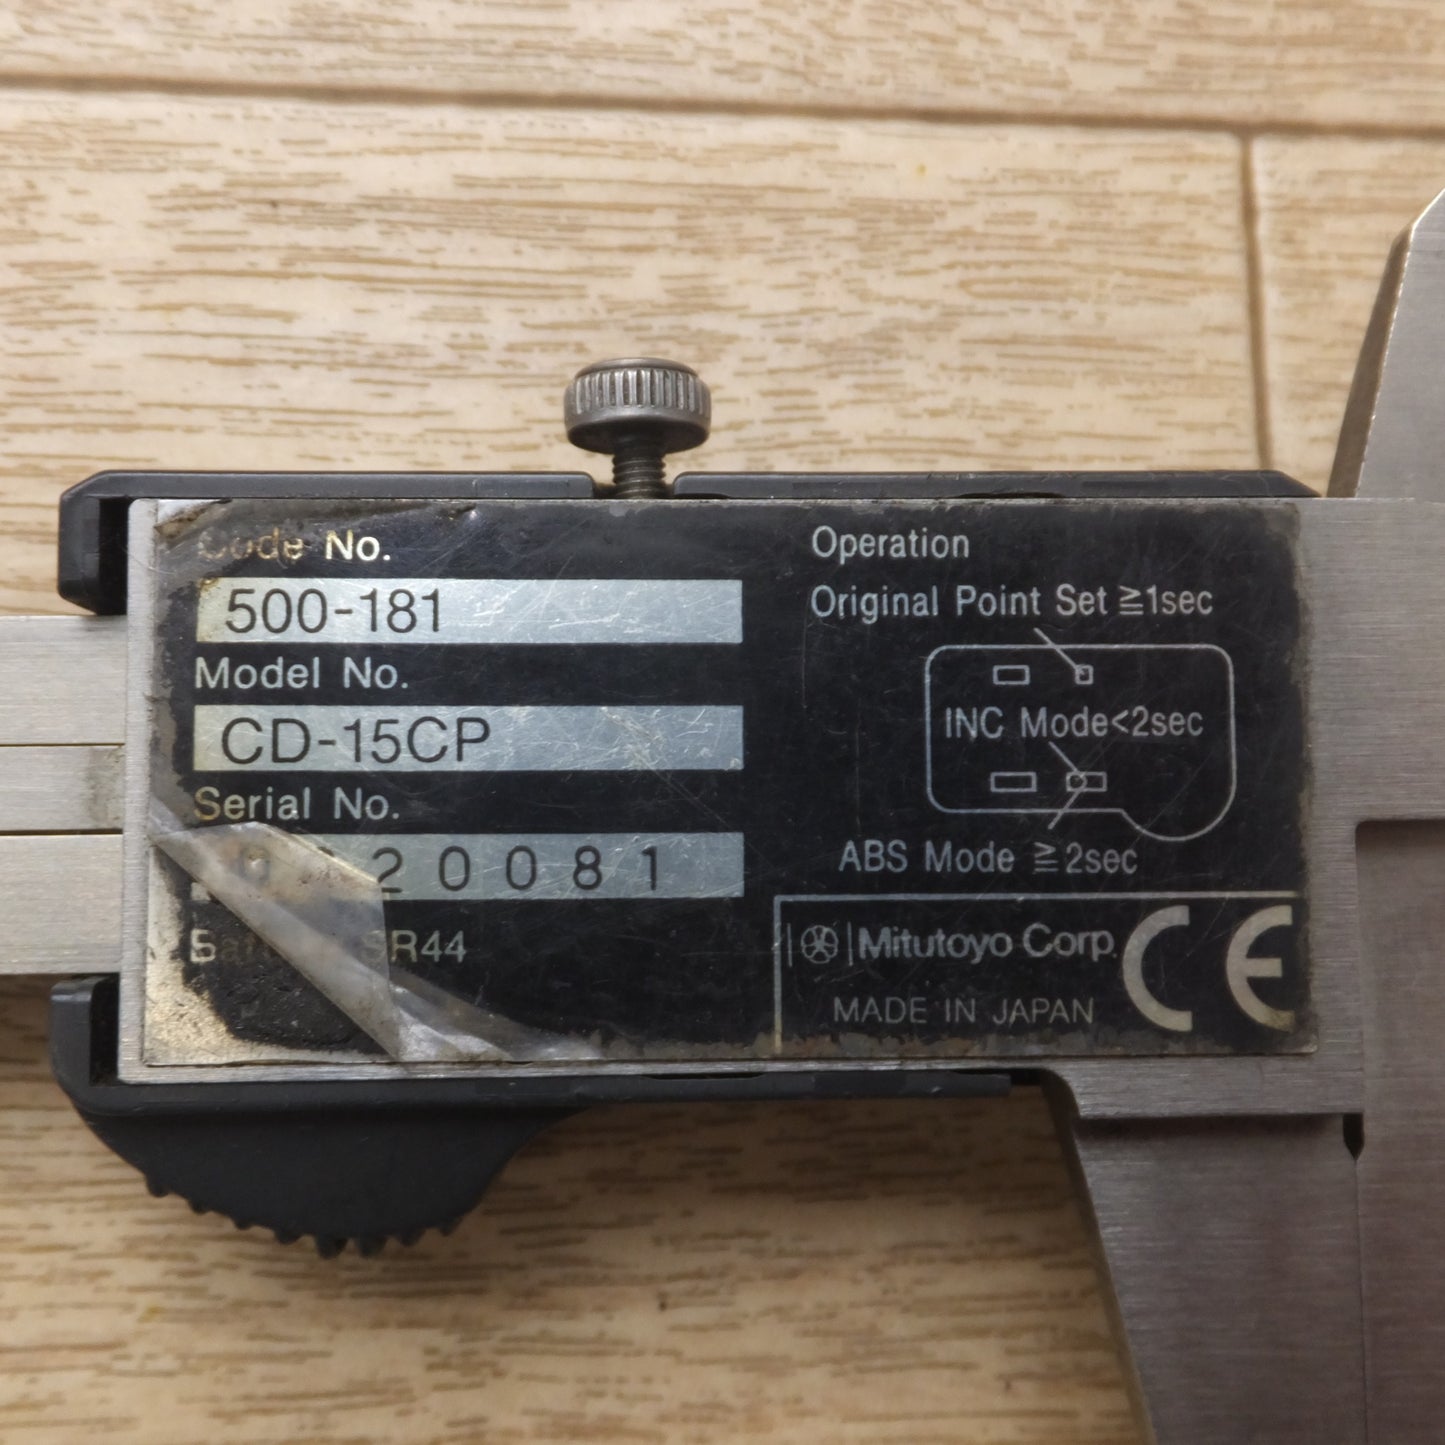 Code No.
500-181
Model No.
CD-15CP
Serial No.
20081
SR44
Operation
Original Point Set ≧1sec
INC Mode<2sec
ABS Mode ≧2sec
Mitutoyo Corp.
MADE IN JAPAN
CE